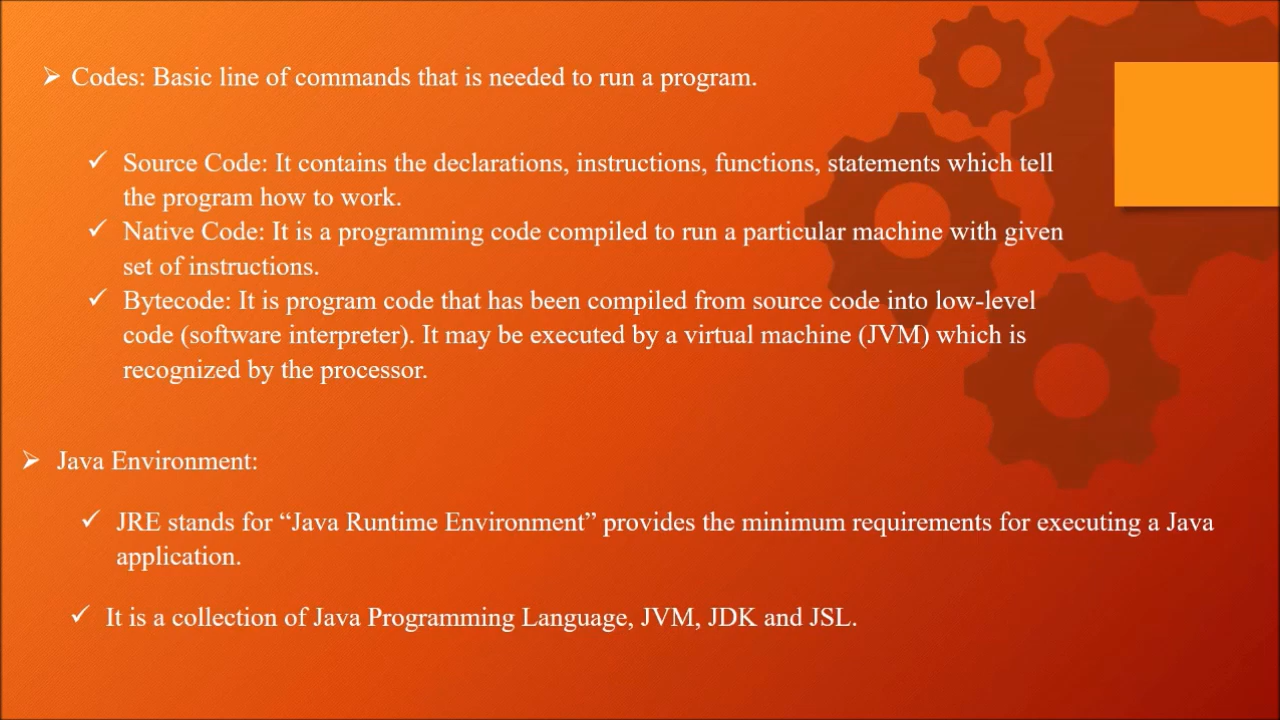 Codes: Basic line of commands that is needed to run a program.
Source Code: It contains the declarations, instructions, functions, statements which tell
the program how to work.
Native Code: It is a programming code compiled to run a particular machine with given
set of instructions.
Bytecode: It is program code that has been compiled from source code into low-level
code (software interpreter). It may be executed by a virtual machine (JVM) which is
recognized by the processor.
Java Environment:
JRE stands for “Java Runtime Environment” provides the minimum requirements for executing a Java
application.
It is a collection of Java Programming Language, JVM, JDK and JSL.